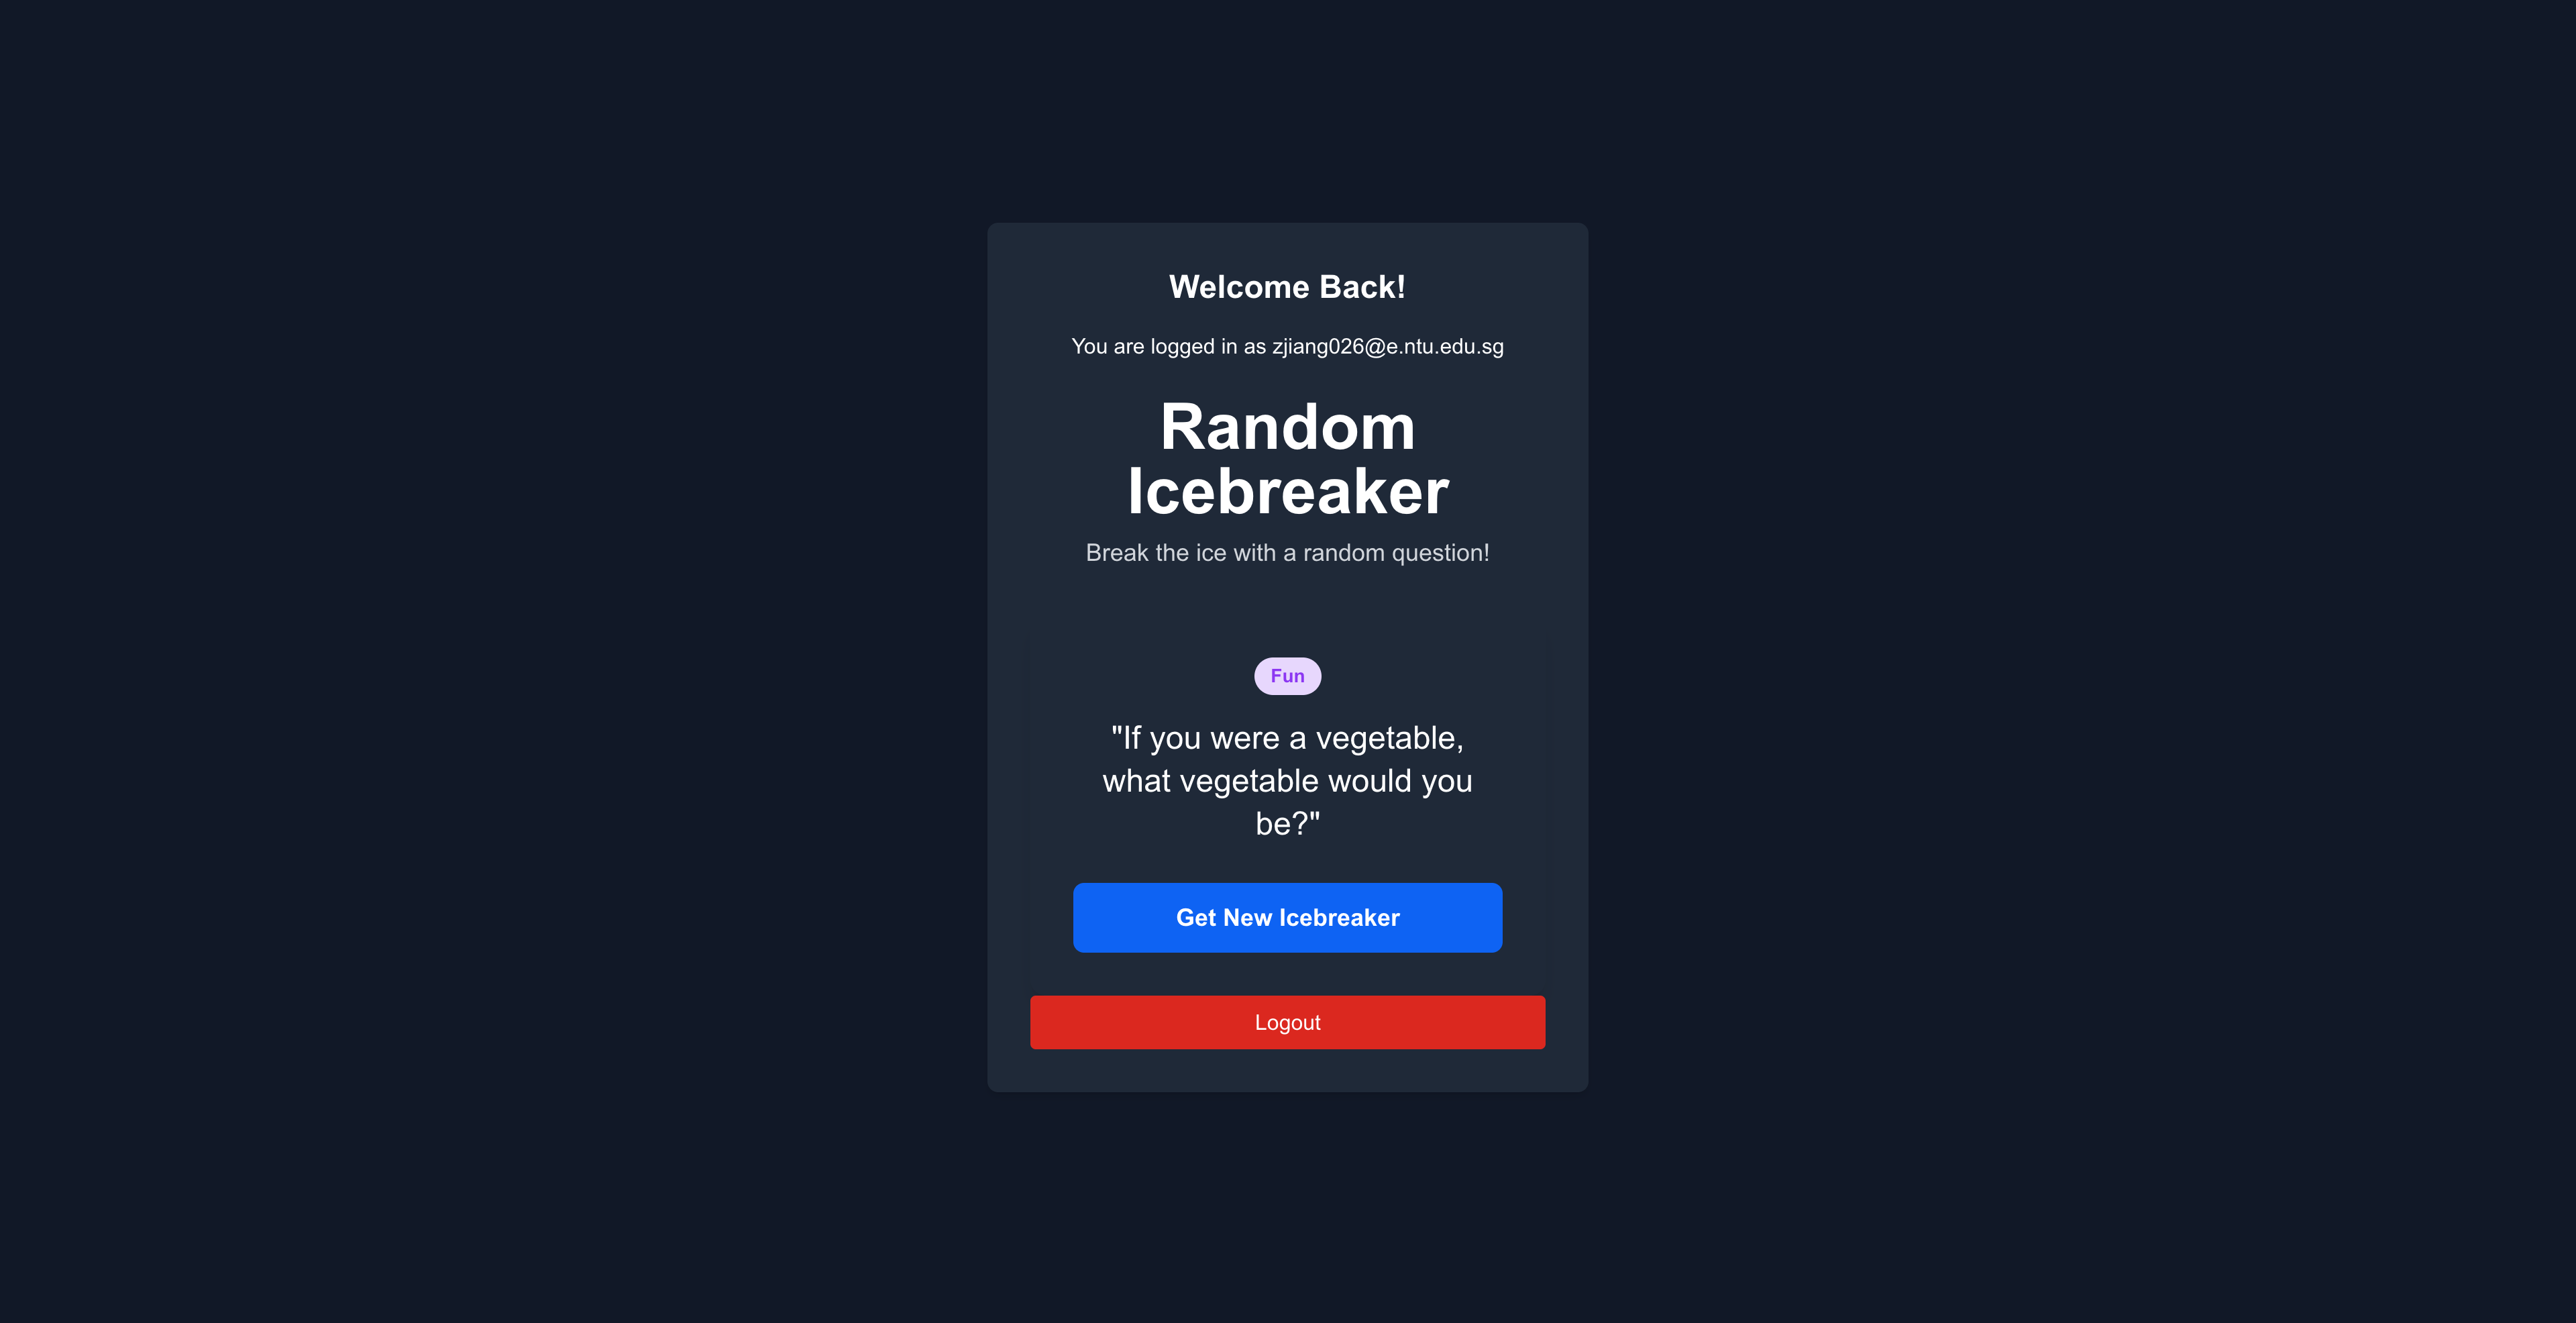 Welcome Back!
You are logged in as zjiang026@e.ntu.edu.sg
Random
Icebreaker
Break the ice with a random question!
Fun
"If you were a vegetable,
what vegetable would you
be?"
Get New Icebreaker
Logout